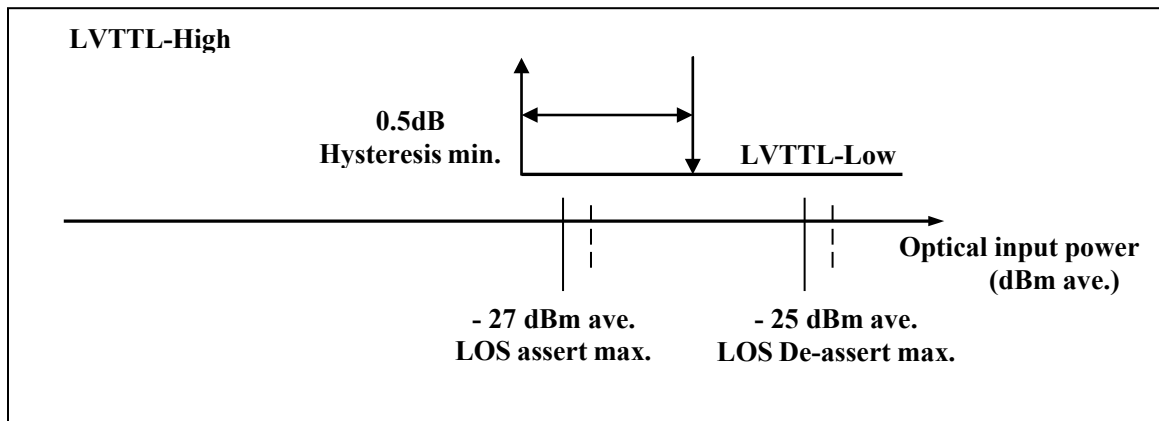 LVTTL-High
0.5dB
Hysteresis min.
LVTTL-Low
Optical input power
(dBm ave.)
- 27 dBm ave.
LOS assert max.
- 25 dBm ave.
LOS De-assert max.